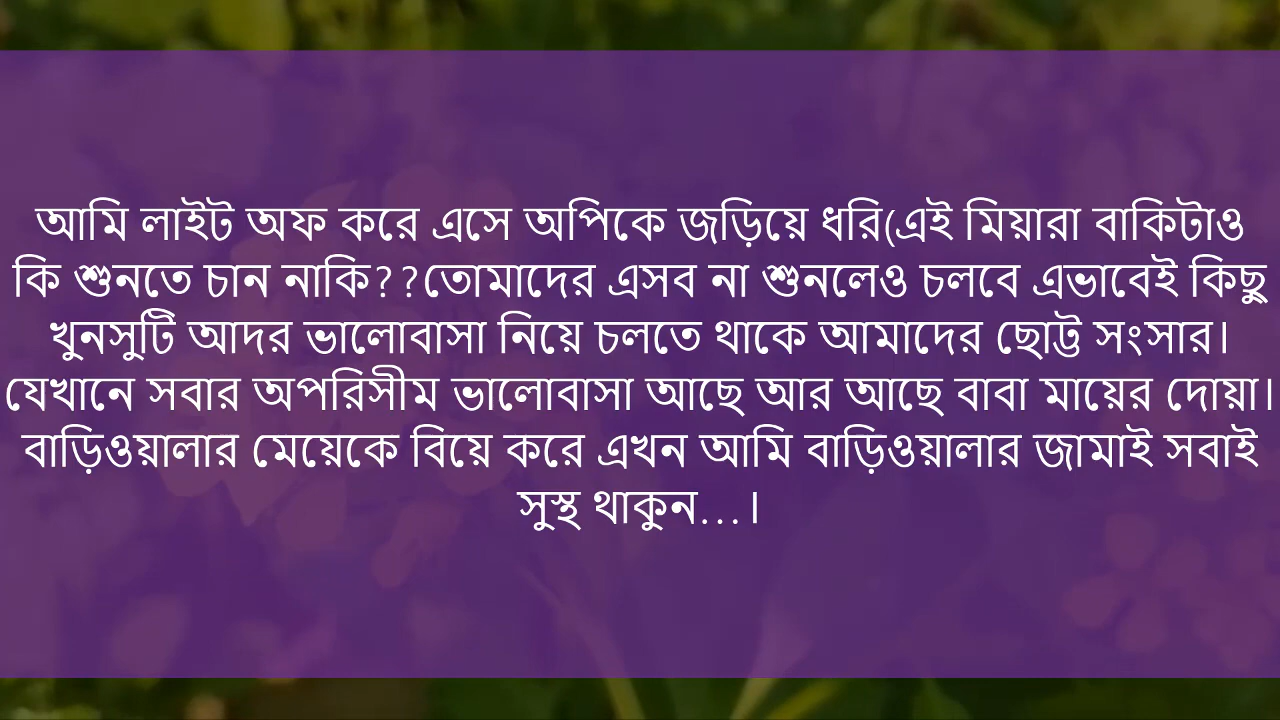 আমি লাইট অফ করে এসে অপিকে জড়িয়ে ধরি(এই মিয়ারা বাকিটাও
কি শুনতে চান নাকি??তোমাদের এসব না শুনলেও চলবে এভাবেই কিছু
খুনসুটি আদর ভালোবাসা নিয়ে চলতে থাকে আমাদের ছোট্ট সংসার।
যেখানে সবার অপরিসীম ভালোবাসা আছে আর আছে বাবা মায়ের দোয়া।
বাড়িওয়ালার মেয়েকে বিয়ে করে এখন আমি বাড়িওয়ালার জামাই সবাই
সুস্থ থাকুন...।